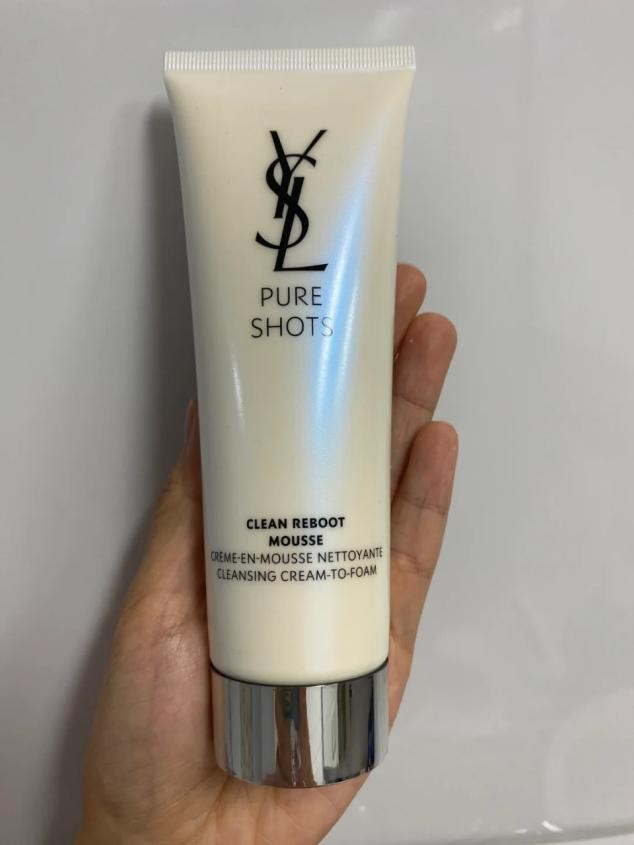 YSL
PURE
SHOTS
CLEAN REBOOT
MOUSSE
CRÈME-EN-MOUSSE NETTOYANTE
CLEANSING CREAM-TO-FOAM